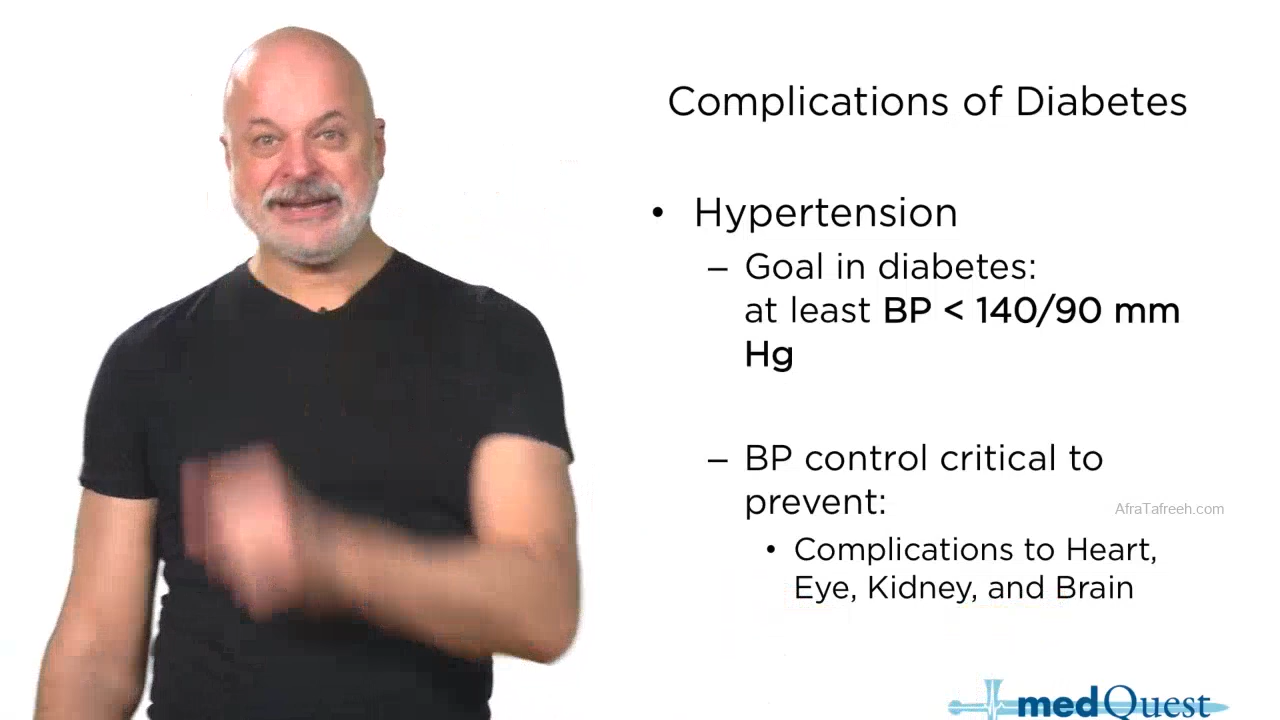 Complications of Diabetes
• Hypertension
– Goal in diabetes:
at least BP < 140/90 mm
Hg
– BP control critical to
prevent:
AfraTafreeh.com
• Complications to Heart,
Eye, Kidney, and Brain
medQuest